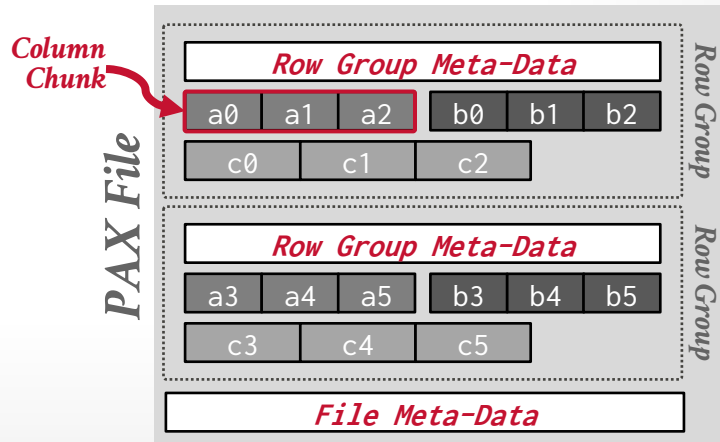 Column
Chunk
PAX File
Row Group Meta-Data
a0 a1 a2 b0 b1 b2
c0 c1 c2
Row Group
Row Group Meta-Data
a3 a4 a5 b3 b4 b5
c3 c4 c5
Row Group
File Meta-Data